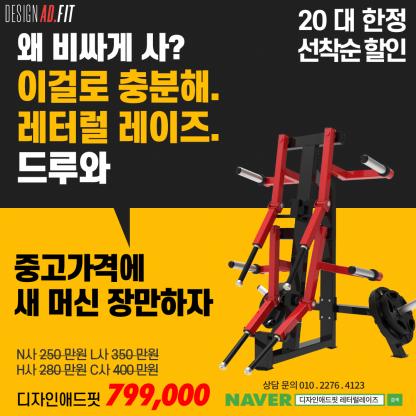 DESIGN AD.FIT
20 대 한정
선착순 할인
왜 비싸게 사?
이걸로 충분해.
레터럴 레이즈.
드루와
중고가격에
새 머신 장만하자
N사 250 만원 L사 350 만원
H사 280 만원 C사 400 만원
디자인애드핏 799,000
상담 문의 010 . 2276 . 4123
NAVER 디자인애드핏 레터럴레이즈 검색